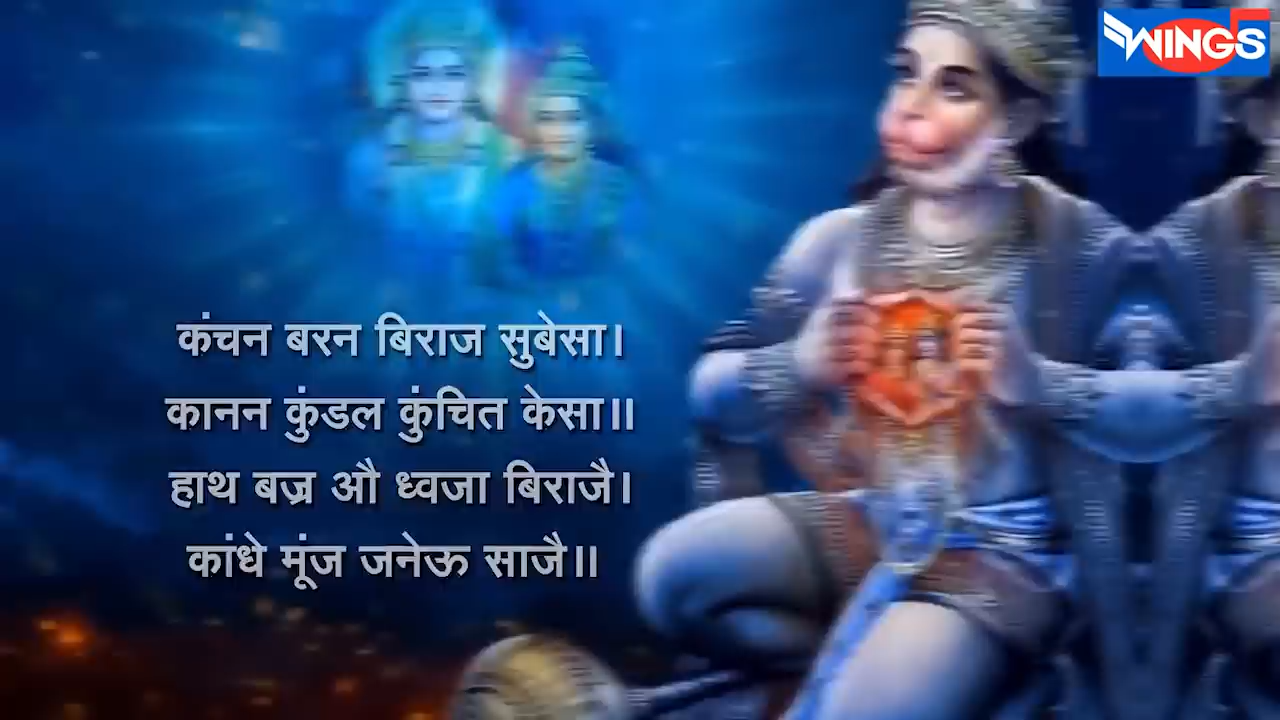 WINGS
कंचन बरन बिराज सुबेसा।
कानन कुंडल कुंचित केसा॥
हाथ बज्र औ ध्वजा बिराजै।
कांधे मूंज जनेऊ साजै॥